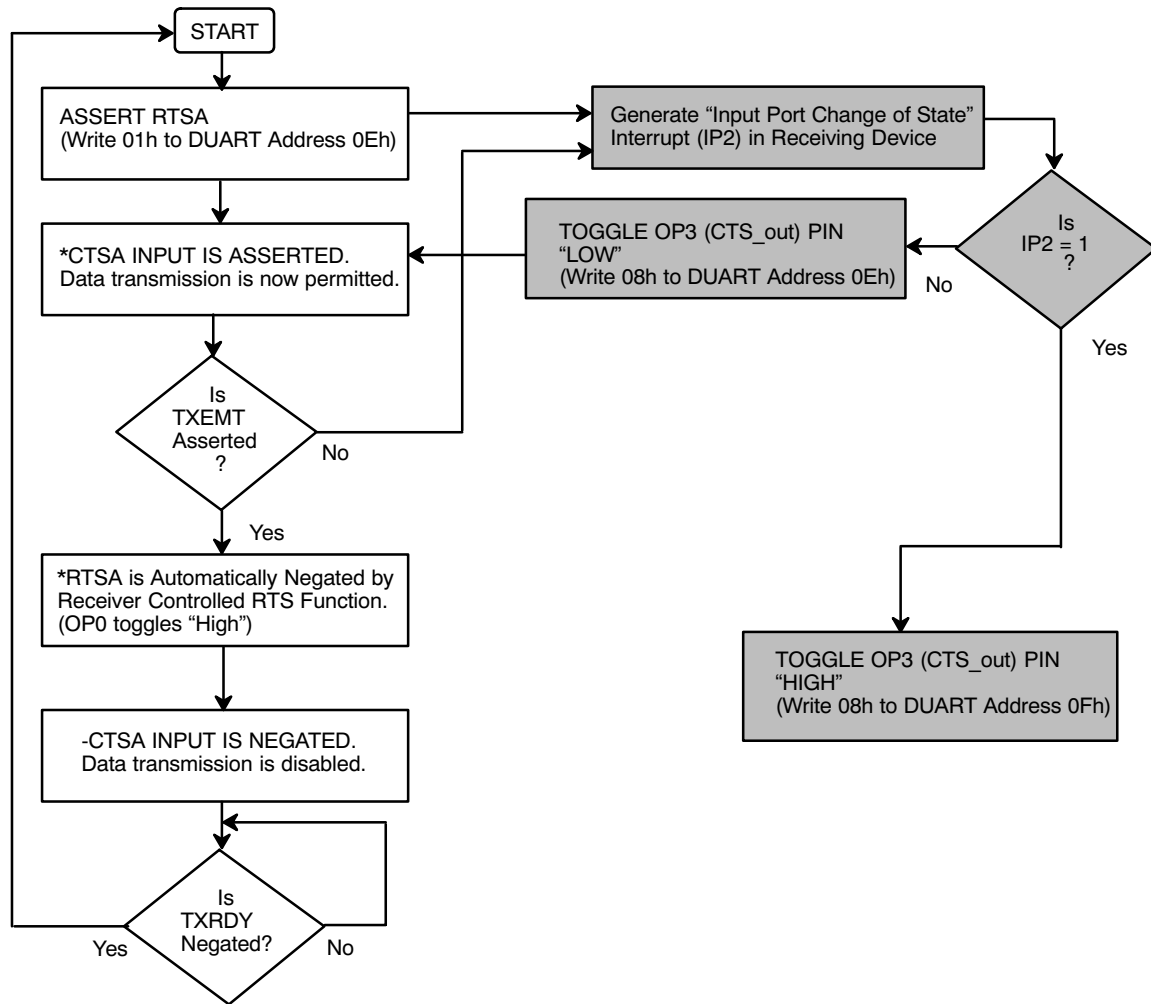 START
ASSERT RTSA
(Write 01h to DUART Address 0Eh)
Generate “Input Port Change of State”
Interrupt (IP2) in Receiving Device
*CTSA INPUT IS ASSERTED.
Data transmission is now permitted.
TOGGLE OP3 (CTS_out) PIN
“LOW”
(Write 08h to DUART Address 0Eh)
Is
IP2 = 1
?
No
Yes
Is
TXEMT
Asserted
?
No
Yes
*RTSA is Automatically Negated by
Receiver Controlled RTS Function.
(OP0 toggles “High”)
TOGGLE OP3 (CTS_out) PIN
“HIGH”
(Write 08h to DUART Address 0Fh)
-CTSA INPUT IS NEGATED.
Data transmission is disabled.
Is
TXRDY
Negated?
Yes
No